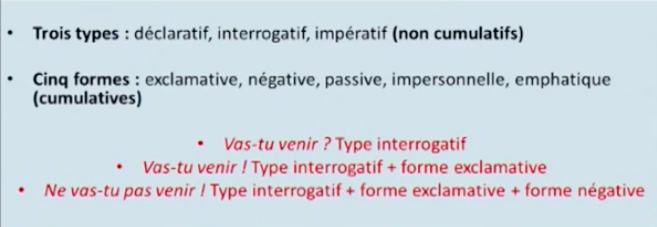 • Trois types : déclaratif, interrogatif, impératif (non cumulatifs)
• Cinq formes : exclamative, négative, passive, impersonnelle, emphatique
(cumulatives)
• Vas-tu venir ? Type interrogatif
• Vas-tu venir ! Type interrogatif + forme exclamative
• Ne vas-tu pas venir ! Type interrogatif + forme exclamative + forme négative